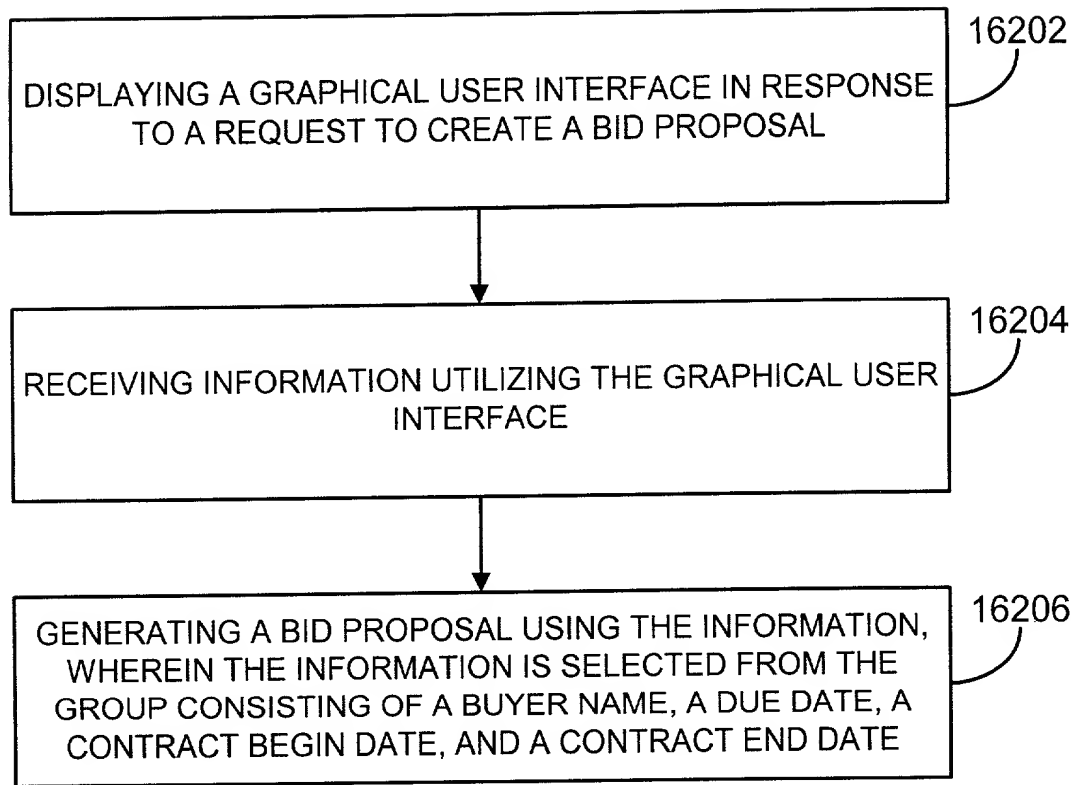 16202
DISPLAYING A GRAPHICAL USER INTERFACE IN RESPONSE
TO A REQUEST TO CREATE A BID PROPOSAL
16204
RECEIVING INFORMATION UTILIZING THE GRAPHICAL USER
INTERFACE
16206
GENERATING A BID PROPOSAL USING THE INFORMATION,
WHEREIN THE INFORMATION IS SELECTED FROM THE
GROUP CONSISTING OF A BUYER NAME, A DUE DATE, A
CONTRACT BEGIN DATE, AND A CONTRACT END DATE